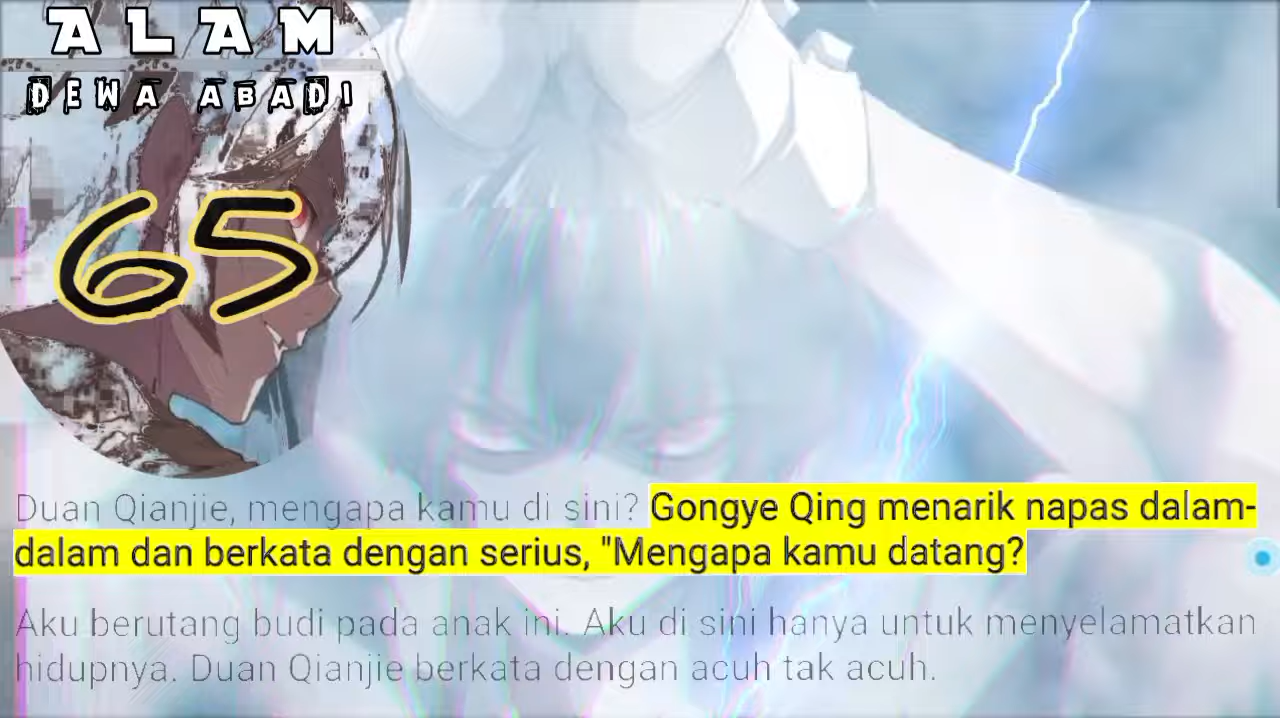 ALAM
DEWA ABADI
65
Duan Qianjie, mengapa kamu di sini? Gongye Qing menarik napas dalam-
dalam dan berkata dengan serius, "Mengapa kamu datang?
Aku berutang budi pada anak ini. Aku di sini hanya untuk menyelamatkan
hidupnya. Duan Qianjie berkata dengan acuh tak acuh.